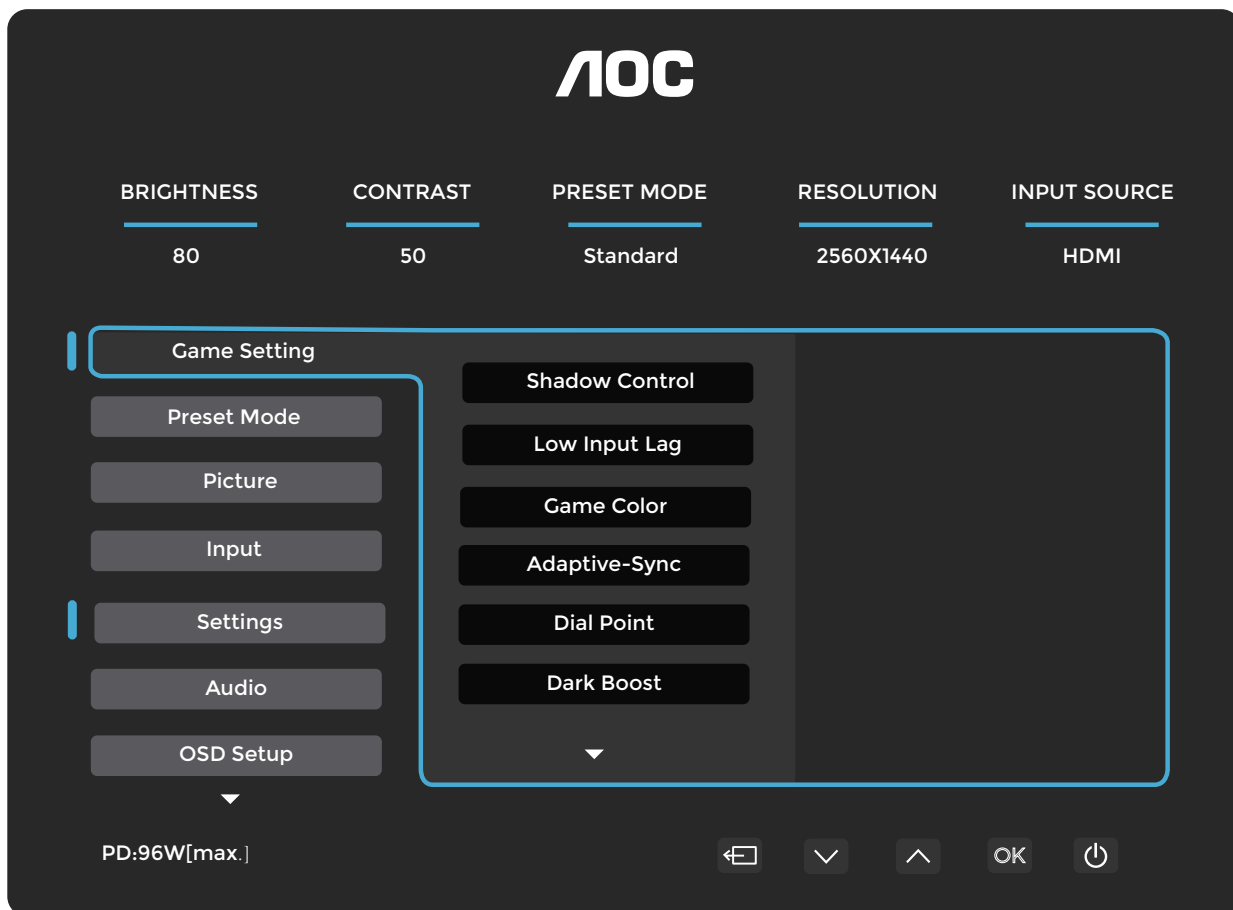 AOC
BRIGHTNESS CONTRAST PRESET MODE RESOLUTION INPUT SOURCE
80 50 Standard 2560X1440 HDMI
Game Setting
Preset Mode
Picture
Input
Settings
Audio
OSD Setup
Shadow Control
Low Input Lag
Game Color
Adaptive-Sync
Dial Point
Dark Boost
PD:96W[max.]
OK